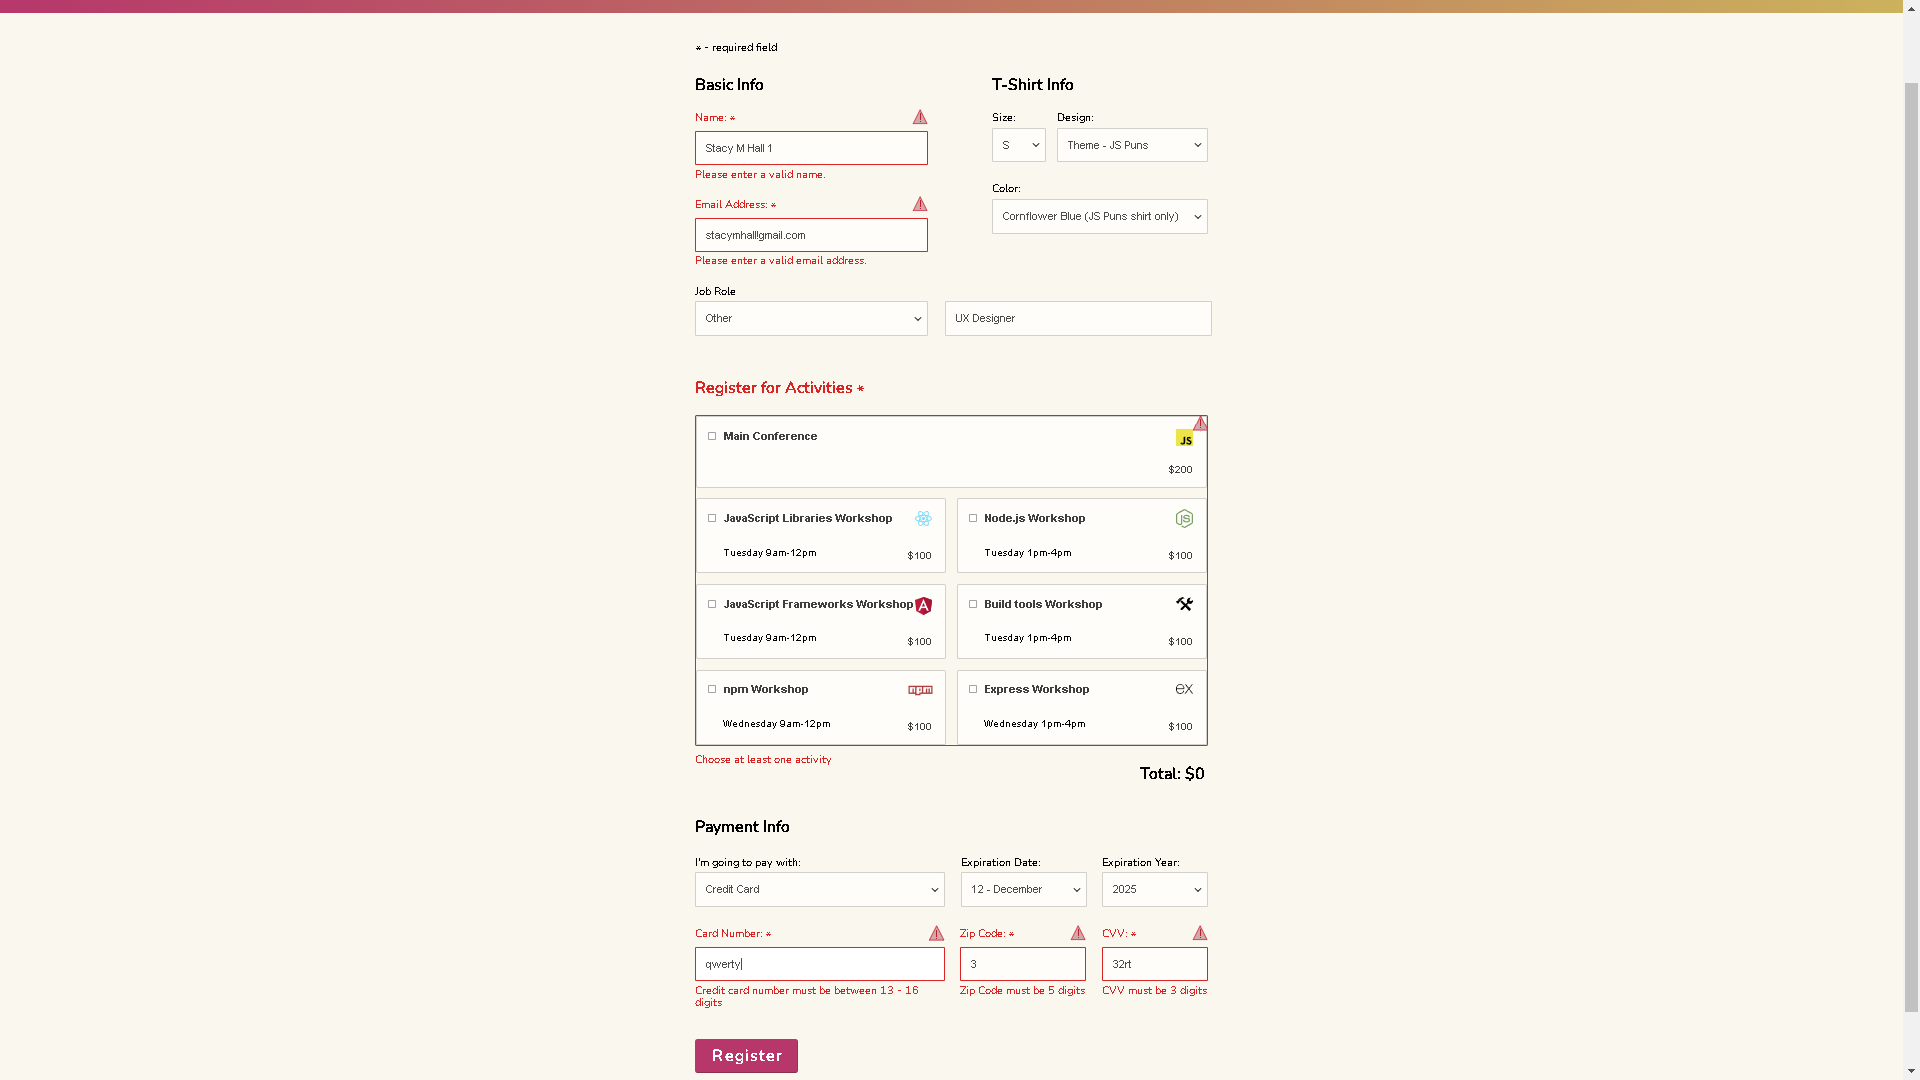 * - required field
Basic Info
Name: *
Stacy M Hall 1
Please enter a valid name.
Email Address: *
stacymhall!gmail.com
Please enter a valid email address.
Job Role
Other
UX Designer
T-Shirt Info
Size:
Design:
S
Theme - JS Puns
Color:
Cornflower Blue (JS Puns shirt only)
Register for Activities *
Main Conference
JS
$200
JavaScript Libraries Workshop
Tuesday 9am-12pm
$100
Node.js Workshop
JS
Tuesday 1pm-4pm
$100
JavaScript Frameworks Workshop
A
Tuesday 9am-12pm
$100
Build tools Workshop
Tuesday 1pm-4pm
$100
npm Workshop
npm
Wednesday 9am-12pm
$100
Express Workshop
ex
Wednesday 1pm-4pm
$100
Choose at least one activity
Total: $0
Payment Info
I'm going to pay with:
Expiration Date:
Expiration Year:
Credit Card
12 - December
2025
Card Number: *
Zip Code: *
CVV: *
qwerty
3
32rt
Credit card number must be between 13 - 16
digits
Zip Code must be 5 digits
CVV must be 3 digits
Register